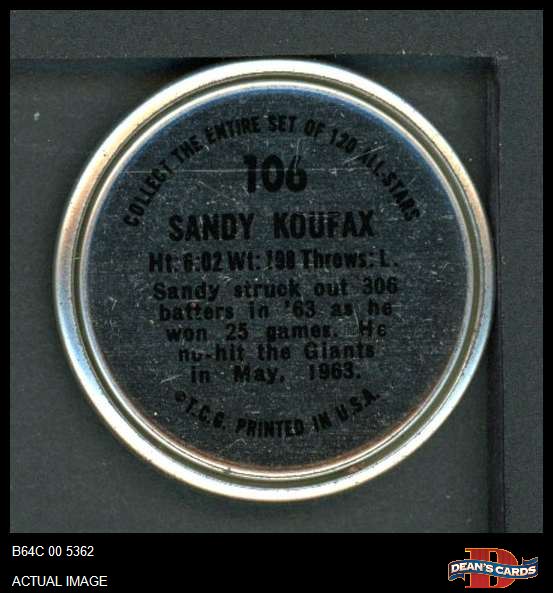 COLLECT THE ENTIRE SET OF 120 ALL-STARS
106
SANDY KOUFAX
Ht: 6:02 Wt: 198 Throws: L.
Sandy struck out 306
batters in '63 as he
won 25 games. He
no-hit the Giants
in May, 1963.
©T.C.G. PRINTED IN U.S.A.
B64C 00 5362
ACTUAL IMAGE
D
DEAN'S CARDS